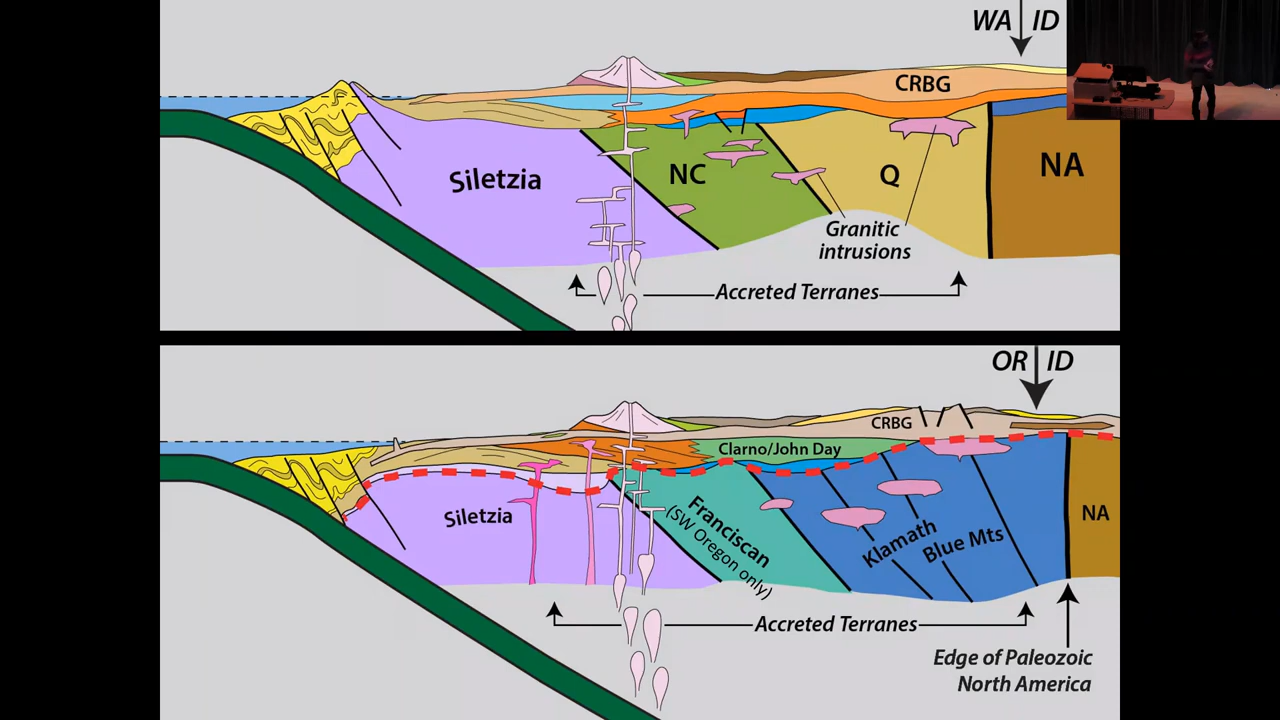 WA ID
CRBG
Siletzia
NC
Q
NA
Granitic
intrusions
Accreted Terranes
OR ID
CRBG
Clarno/John Day
Siletzia
Franciscan
(SW Oregon only)
Klamath
Blue Mts
NA
Accreted Terranes
Edge of Paleozoic
North America